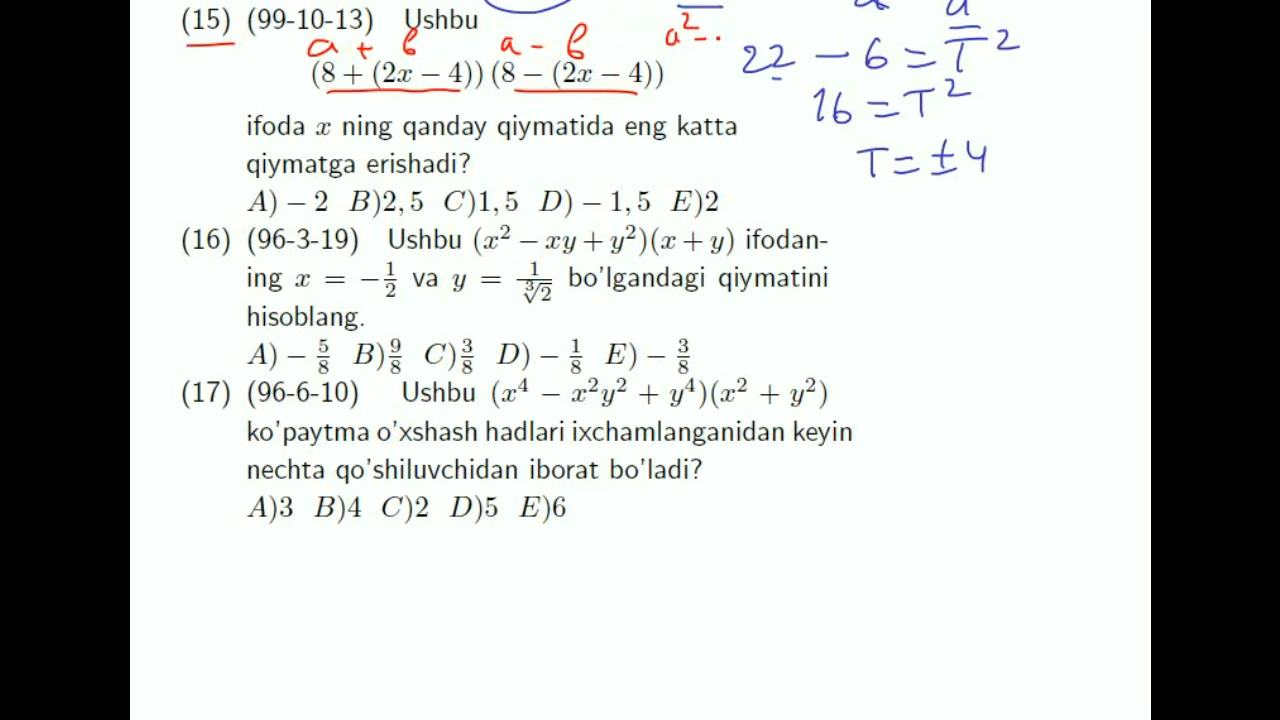 (15) (99-10-13) Ushbu
a + b a - b a² - .
(8 + (2x − 4)) (8 − (2x − 4))
22 - 6 = T²
16 = T²
T = ±4
ifoda x ning qanday qiymatida eng katta
qiymatga erishadi?
A) − 2 B)2, 5 C)1, 5 D) − 1, 5 E)2
(16) (96-3-19) Ushbu (x² − xy + y²)(x + y) ifodan-
ing x = −1/2 va y = 1/∛2 bo'lgandagi qiymatini
hisoblang.
A) − 5/8 B)9/8 C)3/8 D) − 1/8 E) − 3/8
(17) (96-6-10) Ushbu (x⁴ − x²y² + y⁴)(x² + y²)
ko'paytma o'xshash hadlari ixchamlanganidan keyin
nechta qo'shiluvchidan iborat bo'ladi?
A)3 B)4 C)2 D)5 E)6